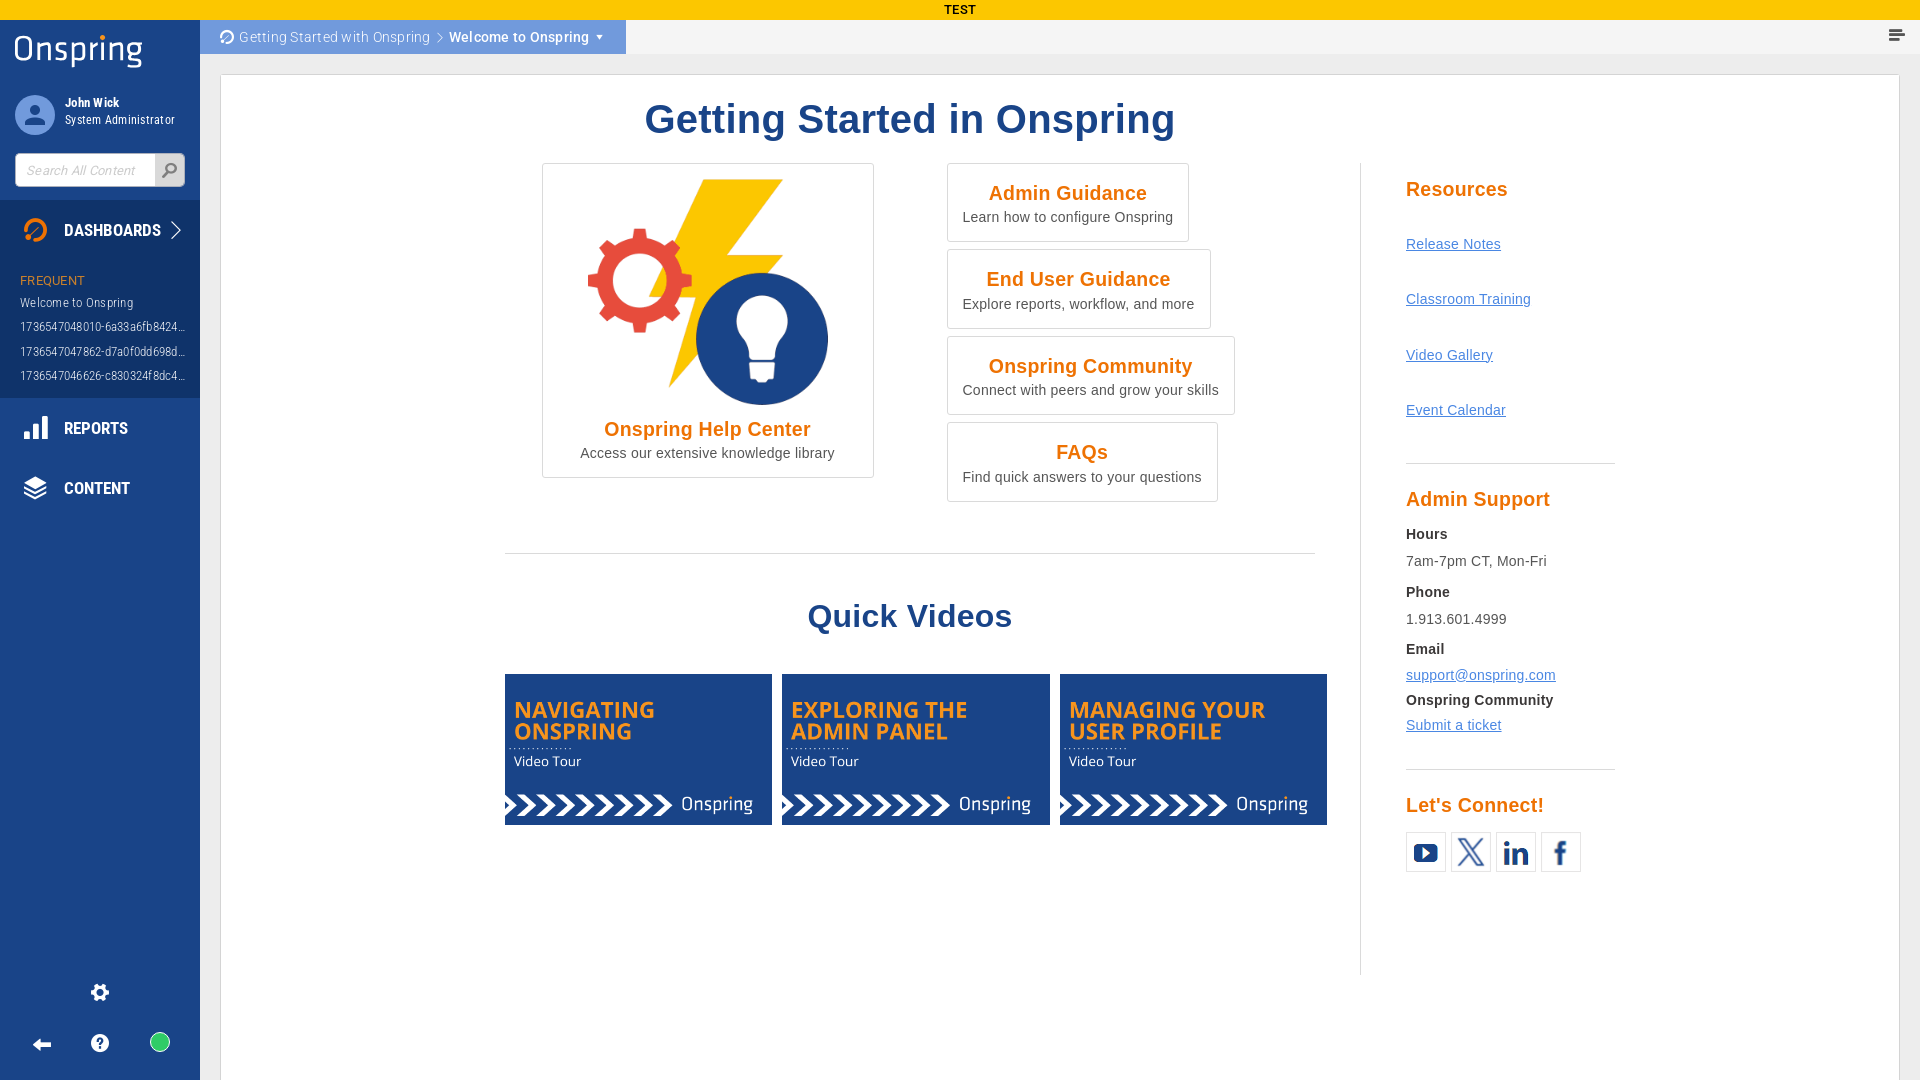 TEST
Onspring
John Wick
System Administrator
Search All Content
DASHBOARDS
FREQUENT
Welcome to Onspring
1736547048010-6a33a6fb8424...
1736547047862-d7a0f0dd698d...
1736547046626-c830324f8dc4...
REPORTS
CONTENT
Getting Started with Onspring
Welcome to Onspring
Getting Started in Onspring
Onspring Help Center
Access our extensive knowledge library
Admin Guidance
Learn how to configure Onspring
End User Guidance
Explore reports, workflow, and more
Onspring Community
Connect with peers and grow your skills
FAQs
Find quick answers to your questions
Quick Videos
NAVIGATING
ONSPRING
Video Tour
Onspring
EXPLORING THE
ADMIN PANEL
Video Tour
Onspring
MANAGING YOUR
USER PROFILE
Video Tour
Onspring
Resources
Release Notes
Classroom Training
Video Gallery
Event Calendar
Admin Support
Hours
7am-7pm CT, Mon-Fri
Phone
1.913.601.4999
Email
support@onspring.com
Onspring Community
Submit a ticket
Let's Connect!